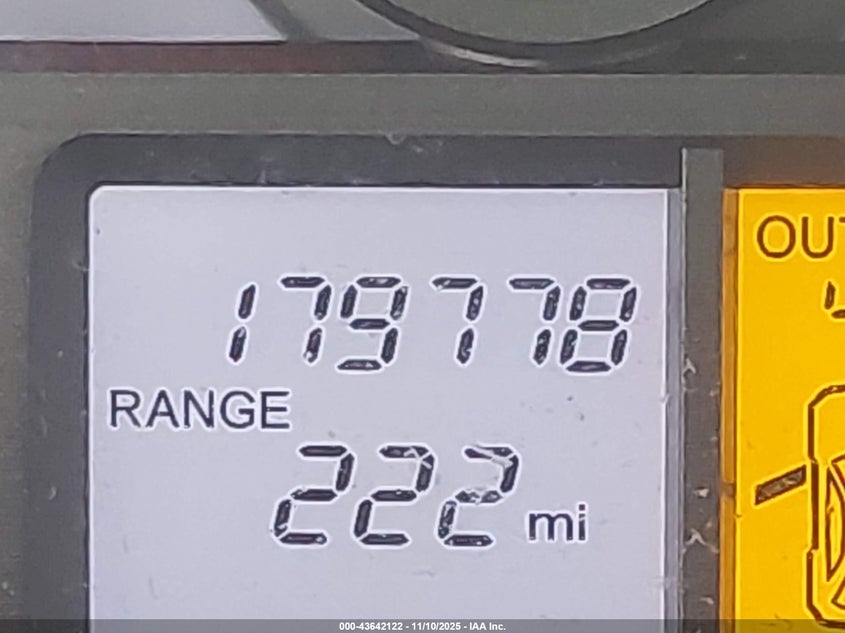 179778
RANGE
222 mi
OUT
000-43642122 - 11/10/2025 - IAA Inc.